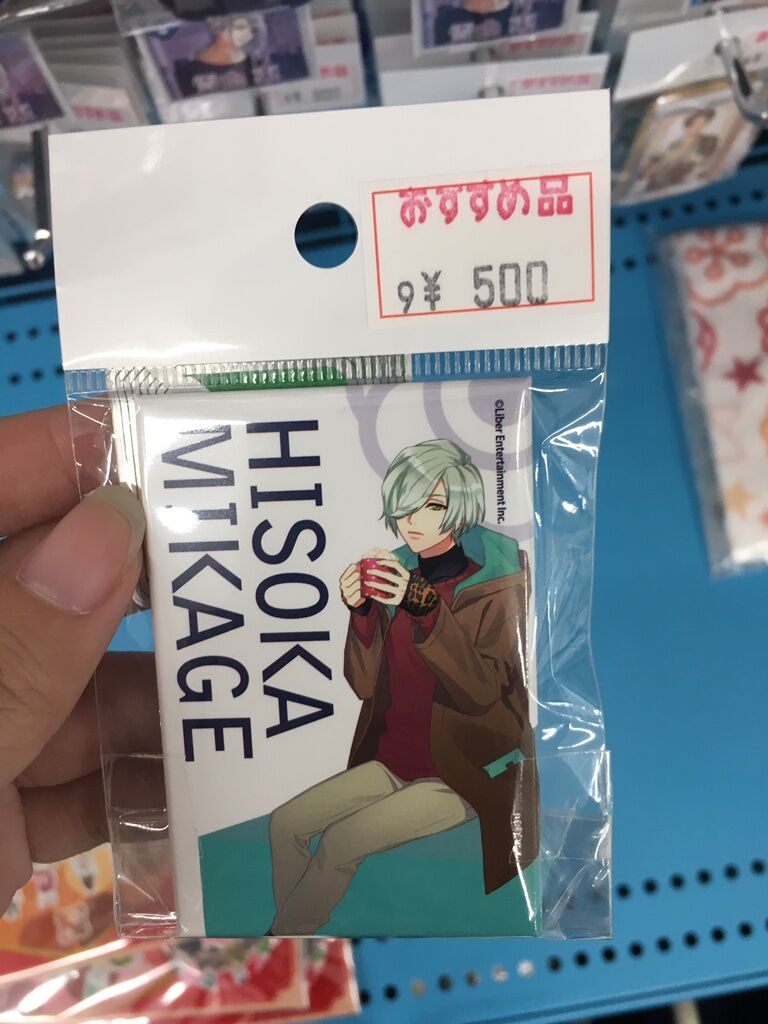 おすすめ品
9¥ 500
©Liber Entertainment Inc.
HISOKA
MIKAGE